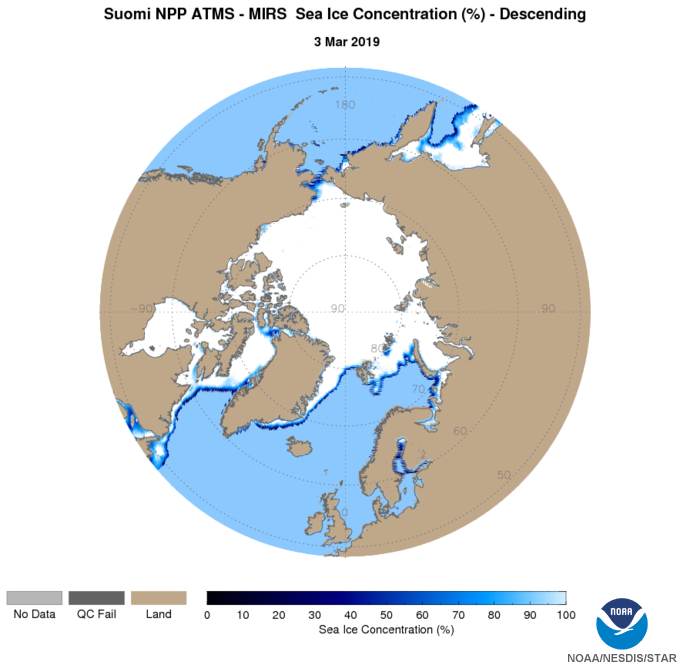 Suomi NPP ATMS - MIRS  Sea Ice Concentration (%) - Descending
3 Mar 2019
180
-90
90
90
80
70
60
50
0
No Data
QC Fail
Land
0 10 20 30 40 50 60 70 80 90 100
Sea Ice Concentration (%)
NOAA
NOAA/NESDIS/STAR